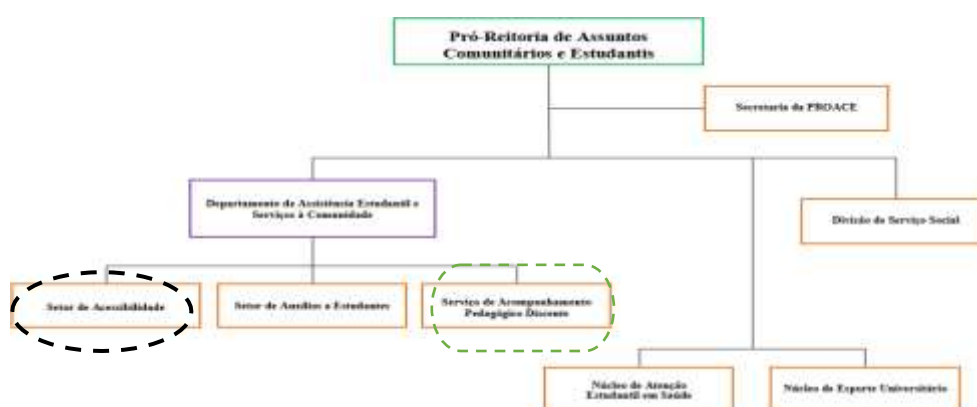 Pró-Reitoria de Assuntos
Comunitários e Estudantis
Secretaria da PROACE
Departamento de Assistência Estudantil e
Serviços à Comunidade
Divisão de Serviço Social
Setor de Acessibilidade
Setor de Auxílios a Estudantes
Serviço de Acompanhamento
Pedagógico Discente
Núcleo de Atenção
Estudantil em Saúde
Núcleo de Esporte Universitário